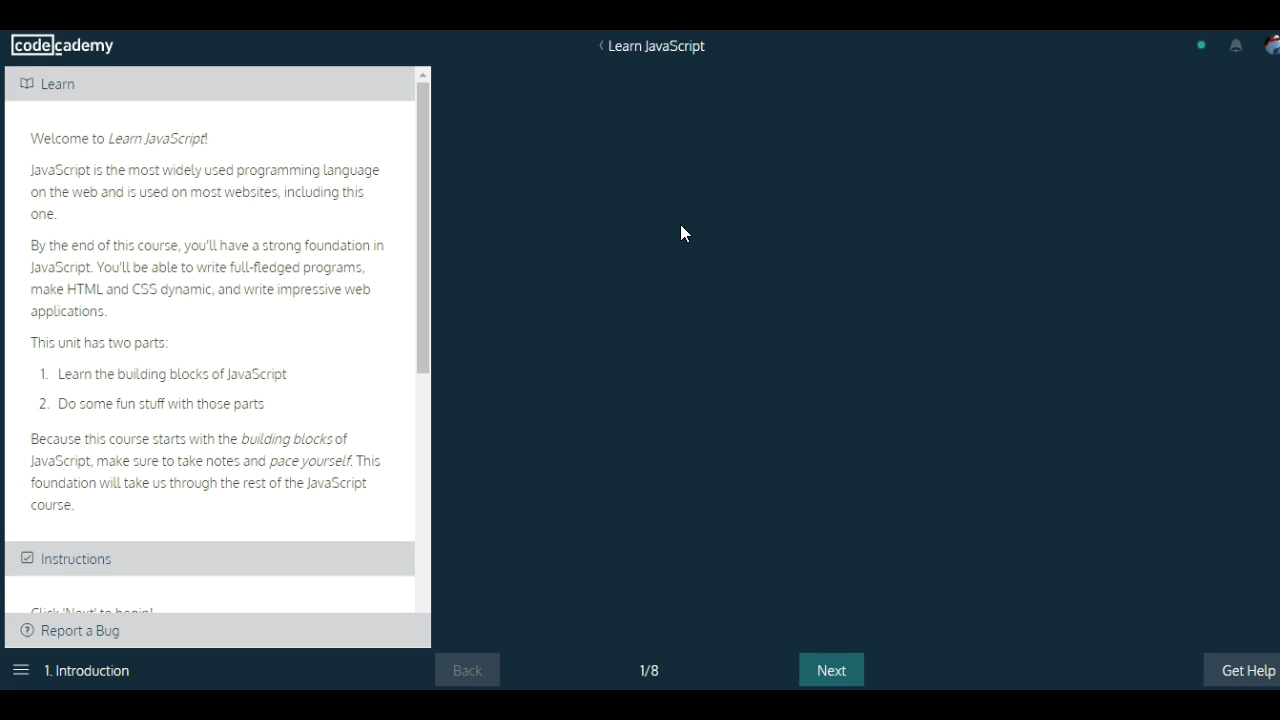 codecademy
Learn JavaScript
Learn
Welcome to Learn JavaScript!
JavaScript is the most widely used programming language
on the web and is used on most websites, including this
one.
By the end of this course, you'll have a strong foundation in
JavaScript. You'll be able to write full-fledged programs,
make HTML and CSS dynamic, and write impressive web
applications.
This unit has two parts:
1. Learn the building blocks of JavaScript
2. Do some fun stuff with those parts
Because this course starts with the building blocks of
JavaScript, make sure to take notes and pace yourself. This
foundation will take us through the rest of the JavaScript
course.
Instructions
Click 'Next' to begin!
Report a Bug
1. Introduction
Back
1/8
Next
Get Help